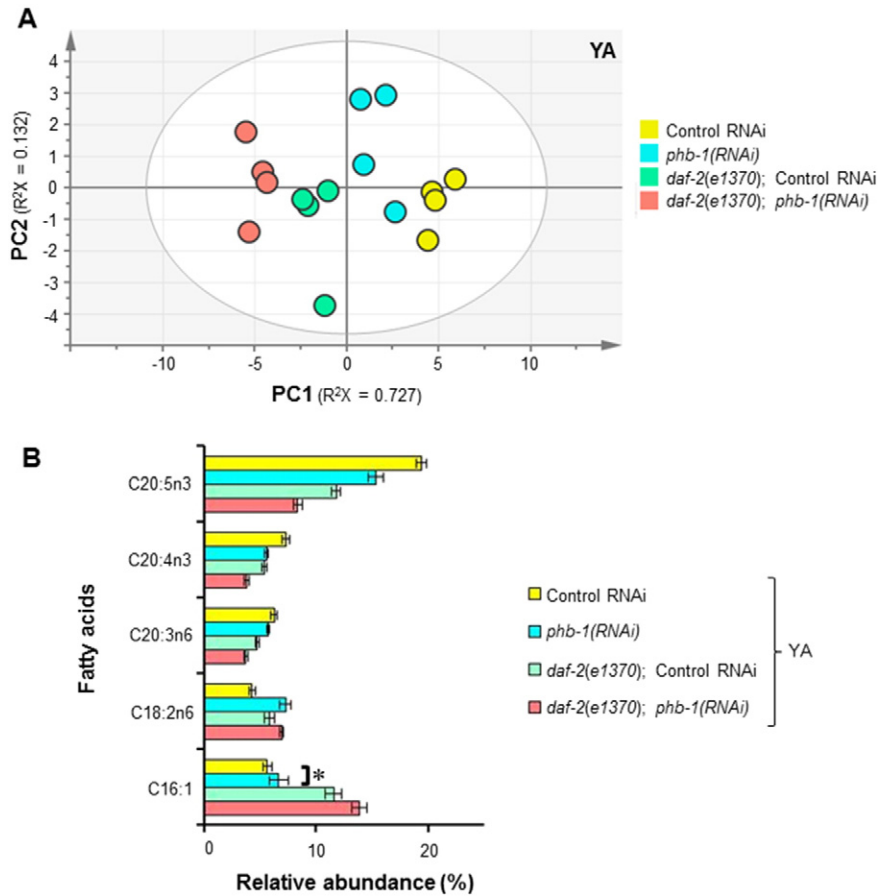 A
YA
4
3
2
1
0
-1
-2
-3
-4
PC2 (R²X = 0.132)
-10
-5
0
5
10
PC1 (R²X = 0.727)
Control RNAi
phb-1(RNAi)
daf-2(e1370); Control RNAi
daf-2(e1370); phb-1(RNAi)
B
Fatty acids
C20:5n3
C20:4n3
C20:3n6
C18:2n6
C16:1
*
0
10
20
Relative abundance (%)
Control RNAi
phb-1(RNAi)
daf-2(e1370); Control RNAi
daf-2(e1370); phb-1(RNAi)
YA